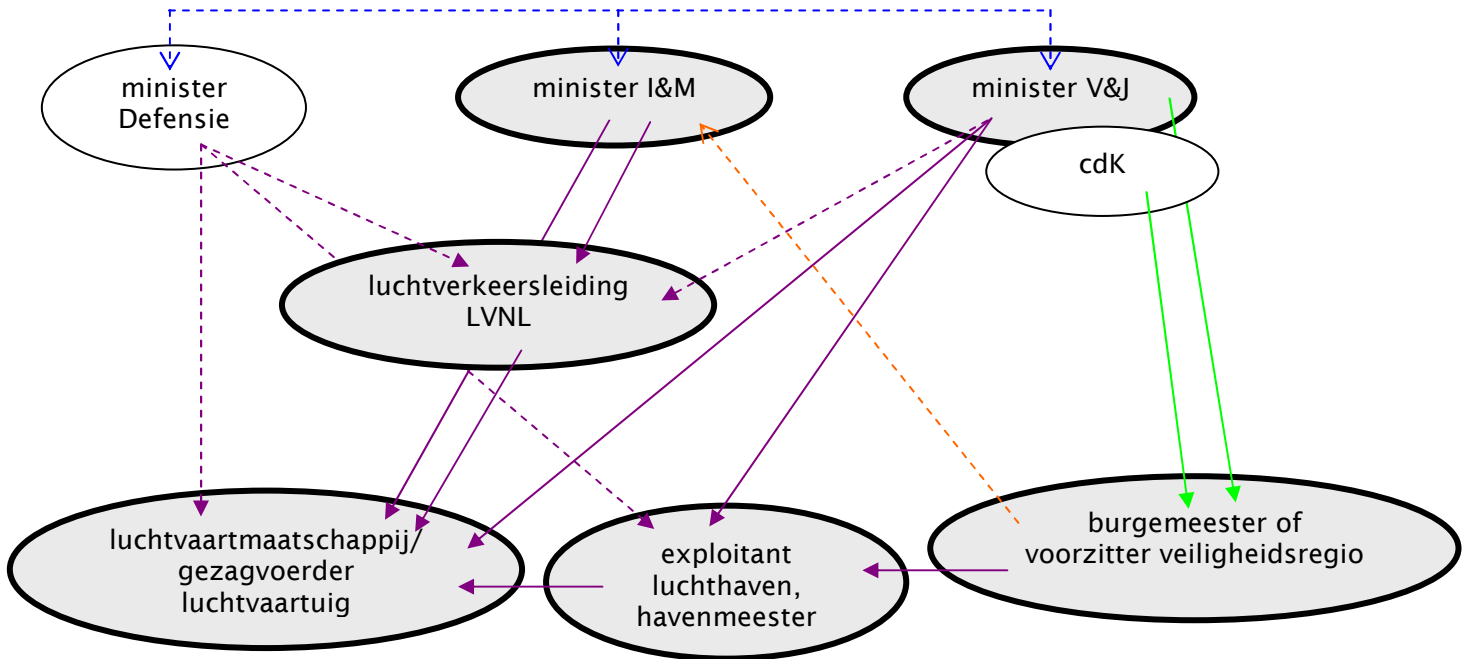 minister
Defensie
minister I&M
minister V&J
cdK
luchtverkeersleiding
LVNL
luchtvaartmaatschappij/
gezagvoerder
luchtvaartuig
exploitant
luchthaven,
havenmeester
burgemeester of
voorzitter veiligheidsregio